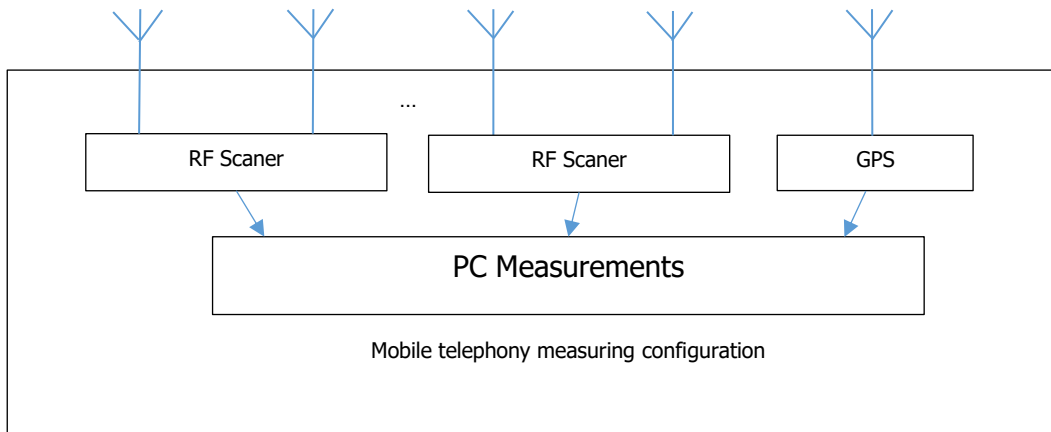 ...
RF Scaner
RF Scaner
GPS
PC Measurements
Mobile telephony measuring configuration